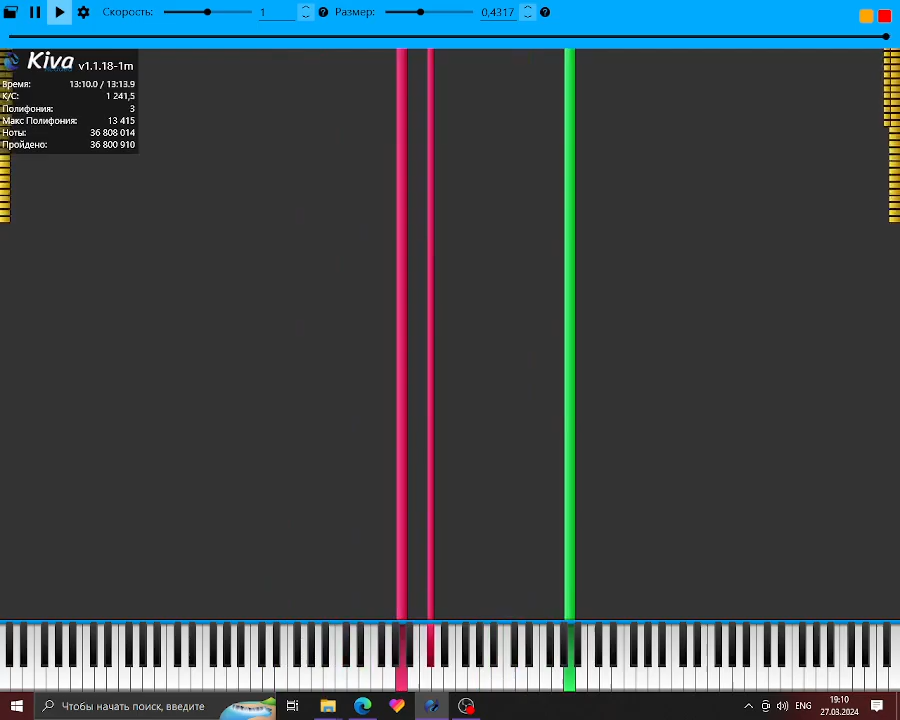 Скорость: 1 Размер: 0,4317
Kiva v1.1.18-1m
Время: 13:10.0 / 13:13.9
К/С: 1 241,5
Полифония: 3
Макс Полифония: 13 415
Ноты: 36 808 014
Пройдено: 36 800 910
Чтобы начать поиск, введите
ENG
19:10
27.03.2024